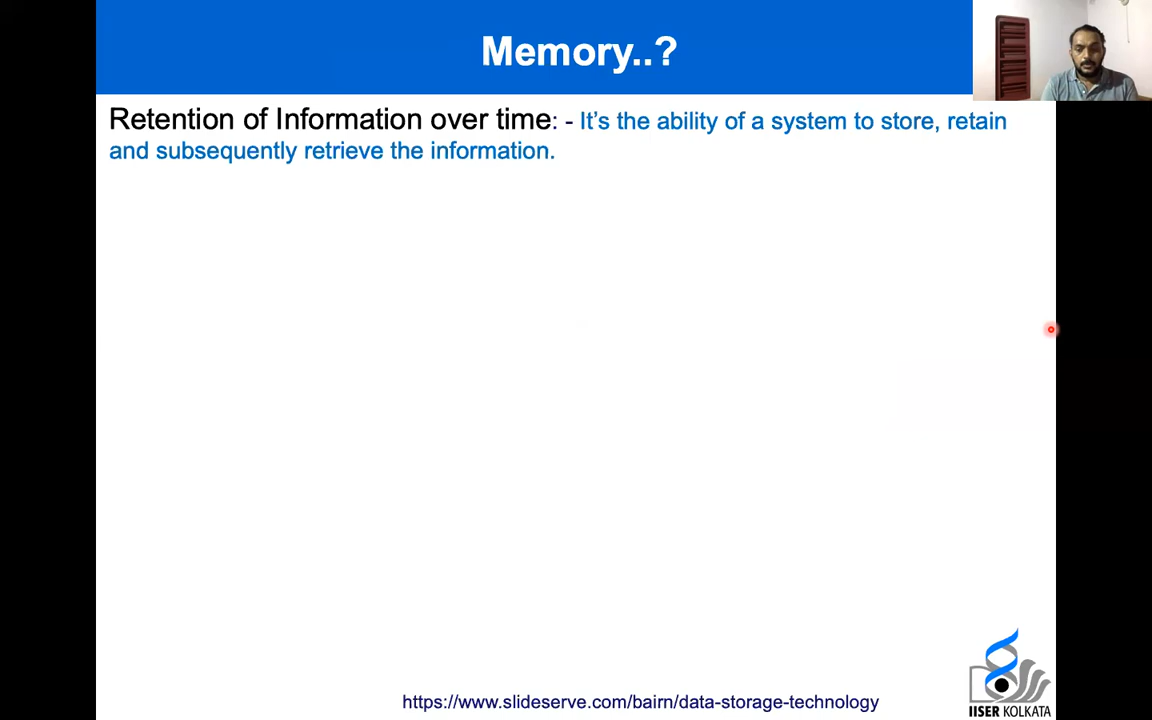 Memory..?
Retention of Information over time: - It’s the ability of a system to store, retain
and subsequently retrieve the information.
https://www.slideserve.com/bairn/data-storage-technology
IISER KOLKATA